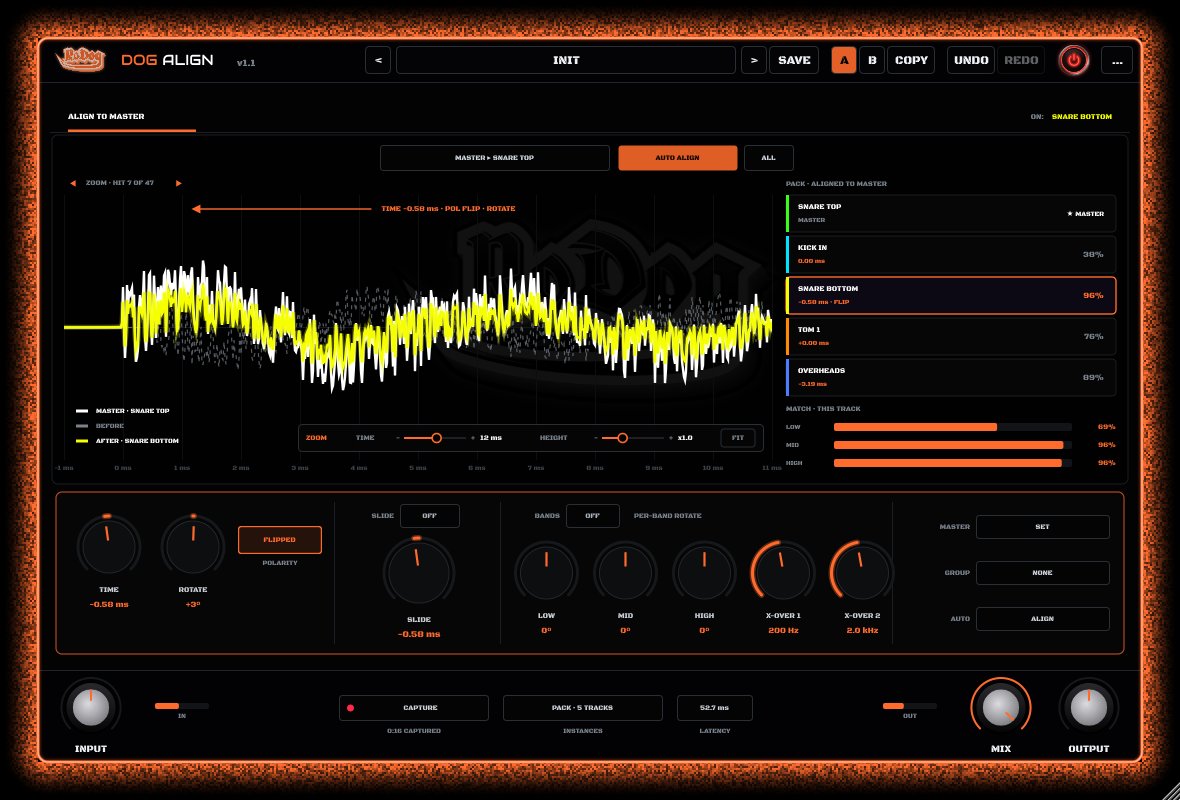 NoDog DOG ALIGN v1.1 < INIT > SAVE A B COPY UNDO REDO ...
ALIGN TO MASTER ON: SNARE BOTTOM
MASTER ▸ SNARE TOP AUTO ALIGN ALL
◀ ZOOM · HIT 7 OF 47 ▶
TIME -0.58 ms · POL FLIP · ROTATE
NoDog
MASTER · SNARE TOP
BEFORE
AFTER · SNARE BOTTOM
ZOOM TIME - + 12 ms HEIGHT - + x1.0 FIT
-1 ms 0 ms 1 ms 2 ms 3 ms 4 ms 5 ms 6 ms 7 ms 8 ms 9 ms 10 ms 11 ms
PACK · ALIGNED TO MASTER
SNARE TOP
MASTER
★ MASTER
KICK IN
0.00 ms
38%
SNARE BOTTOM
-0.58 ms · FLIP
96%
TOM 1
+0.00 ms
76%
OVERHEADS
-3.19 ms
89%
MATCH · THIS TRACK
LOW 69%
MID 96%
HIGH 96%
TIME
-0.58 ms
ROTATE
+3°
FLIPPED
POLARITY
SLIDE OFF
SLIDE
-0.58 ms
BANDS OFF PER-BAND ROTATE
LOW MID HIGH X-OVER 1 X-OVER 2
0° 0° 0° 200 Hz 2.0 kHz
MASTER SET
GROUP NONE
AUTO ALIGN
INPUT
IN
CAPTURE
0:16 CAPTURED
PACK · 5 TRACKS
INSTANCES
52.7 ms
LATENCY
OUT
MIX
OUTPUT